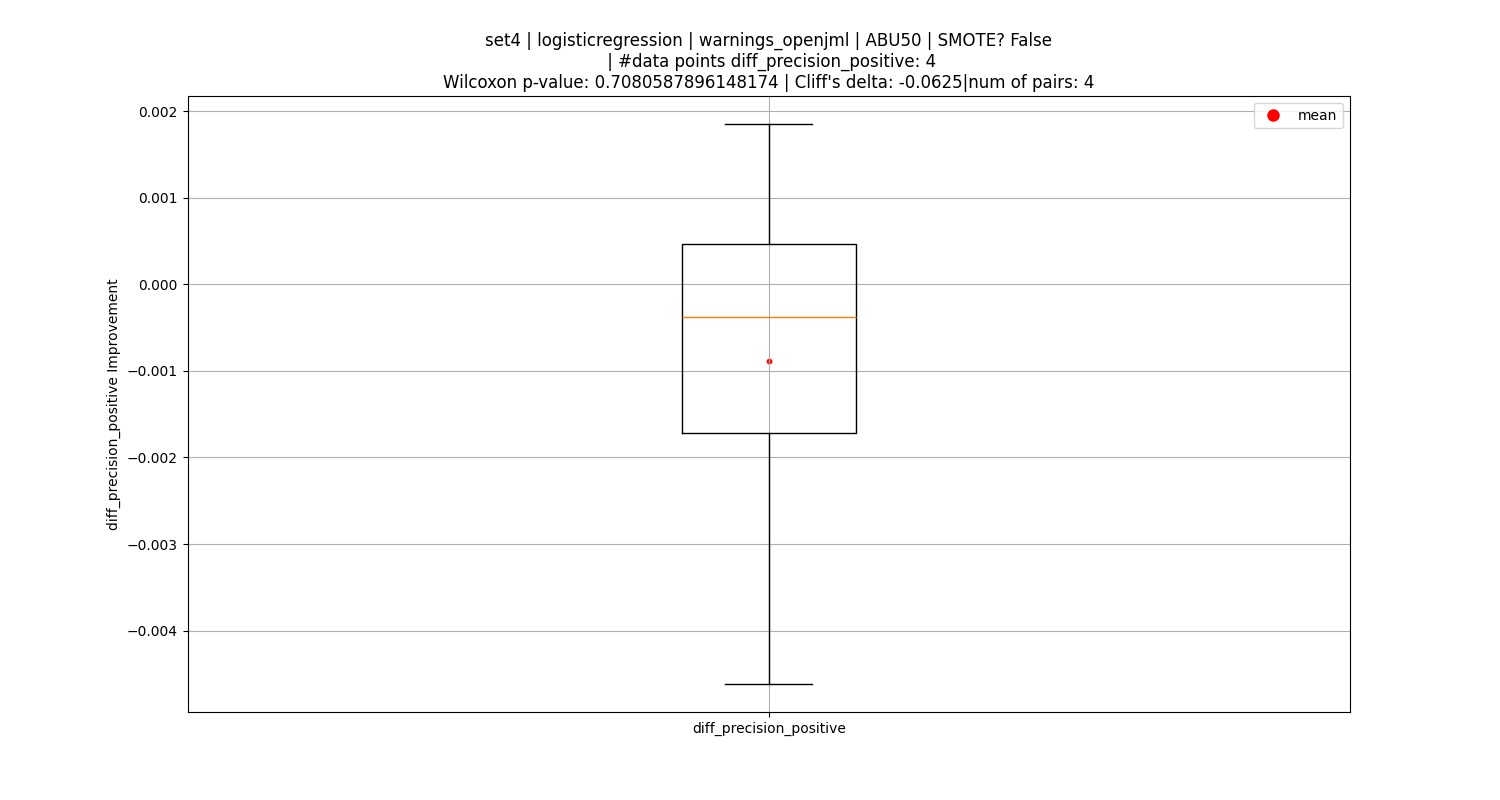 set4 | logisticregression | warnings_openjml | ABU50 | SMOTE? False
| #data points diff_precision_positive: 4
Wilcoxon p-value: 0.7080587896148174 | Cliff's delta: -0.0625|num of pairs: 4
mean
0.002
0.001
0.000
−0.001
−0.002
−0.003
−0.004
diff_precision_positive Improvement
diff_precision_positive